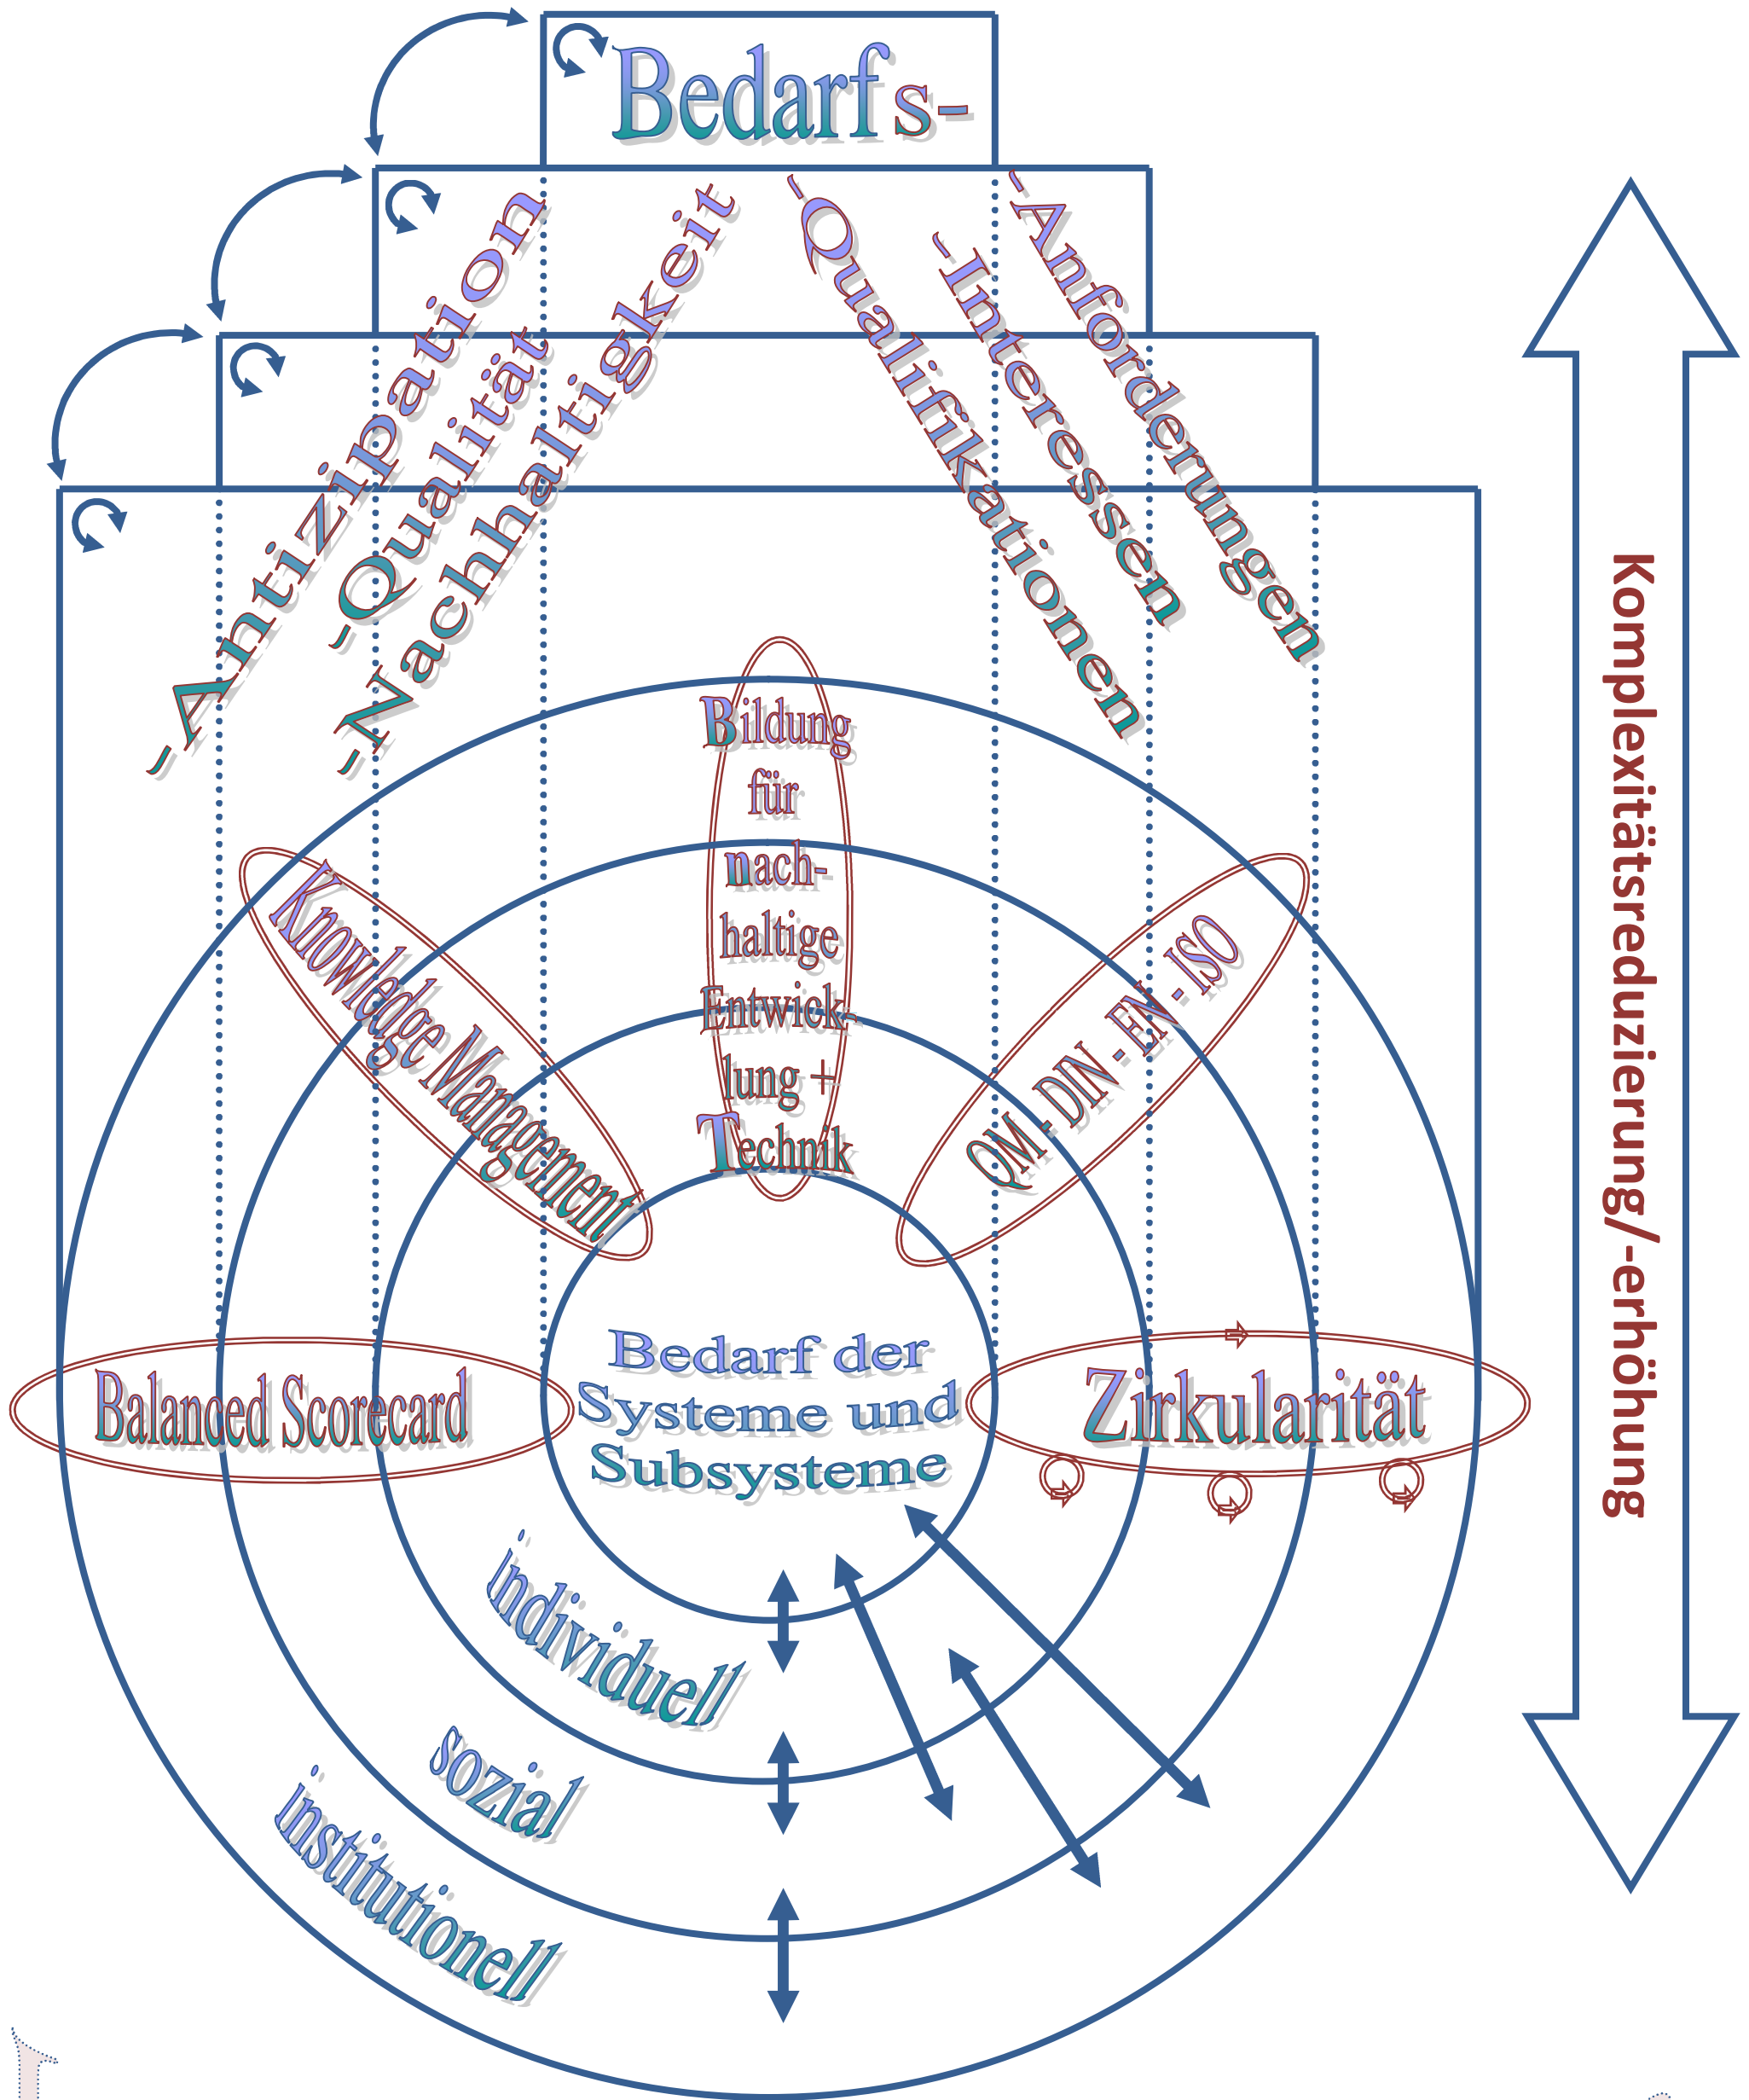 Bedarf s-
-Antizipation
-Qualität
-Nachhaltigkeit
-Qualifikationen
-Interessen
-Anforderungen
Komplexitätsreduzierung/-erhöhung
Bildung
für
nach-
haltige
Entwick-
lung +
Technik
Knowledge Management
QM - DIN - EN - ISO
Balanced Scorecard
Bedarf der
Systeme und
Subsysteme
Zirkularität
individuell
sozial
institutionell